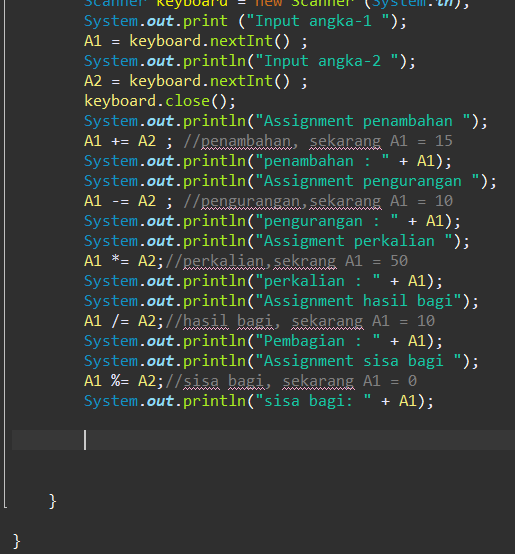 Scanner keyboard = new Scanner (System.in);
System.out.print ("Input angka-1 ");
A1 = keyboard.nextInt() ;
System.out.println("Input angka-2 ");
A2 = keyboard.nextInt() ;
keyboard.close();
System.out.println("Assignment penambahan ");
A1 += A2 ; //penambahan, sekarang A1 = 15
System.out.println("penambahan : " + A1);
System.out.println("Assignment pengurangan ");
A1 -= A2 ; //pengurangan,sekarang A1 = 10
System.out.println("pengurangan : " + A1);
System.out.println("Assigment perkalian ");
A1 *= A2;//perkalian,sekrang A1 = 50
System.out.println("perkalian : " + A1);
System.out.println("Assignment hasil bagi");
A1 /= A2;//hasil bagi, sekarang A1 = 10
System.out.println("Pembagian : " + A1);
System.out.println("Assignment sisa bagi ");
A1 %= A2;//sisa bagi, sekarang A1 = 0
System.out.println("sisa bagi: " + A1);
}
}